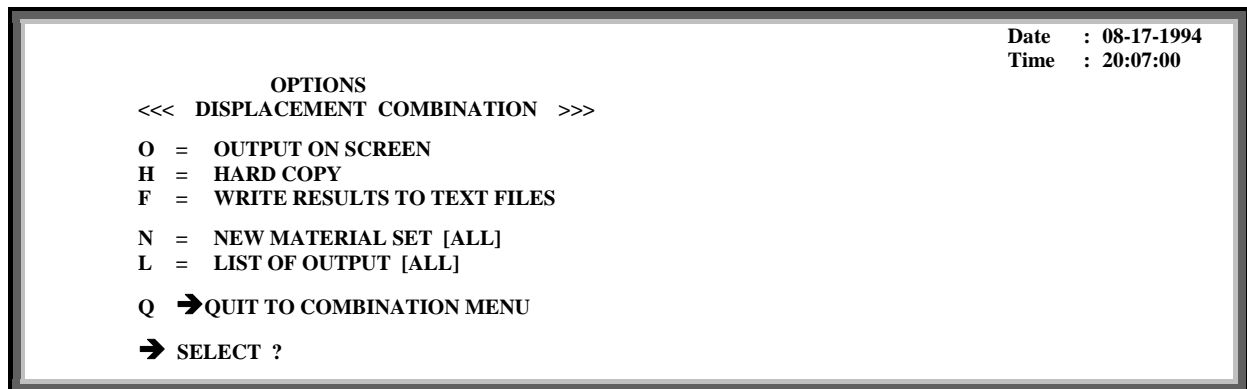 Date : 08-17-1994
Time : 20:07:00
OPTIONS
<<< DISPLACEMENT COMBINATION >>>
O = OUTPUT ON SCREEN
H = HARD COPY
F = WRITE RESULTS TO TEXT FILES
N = NEW MATERIAL SET [ALL]
L = LIST OF OUTPUT [ALL]
Q ➔QUIT TO COMBINATION MENU
➔ SELECT ?